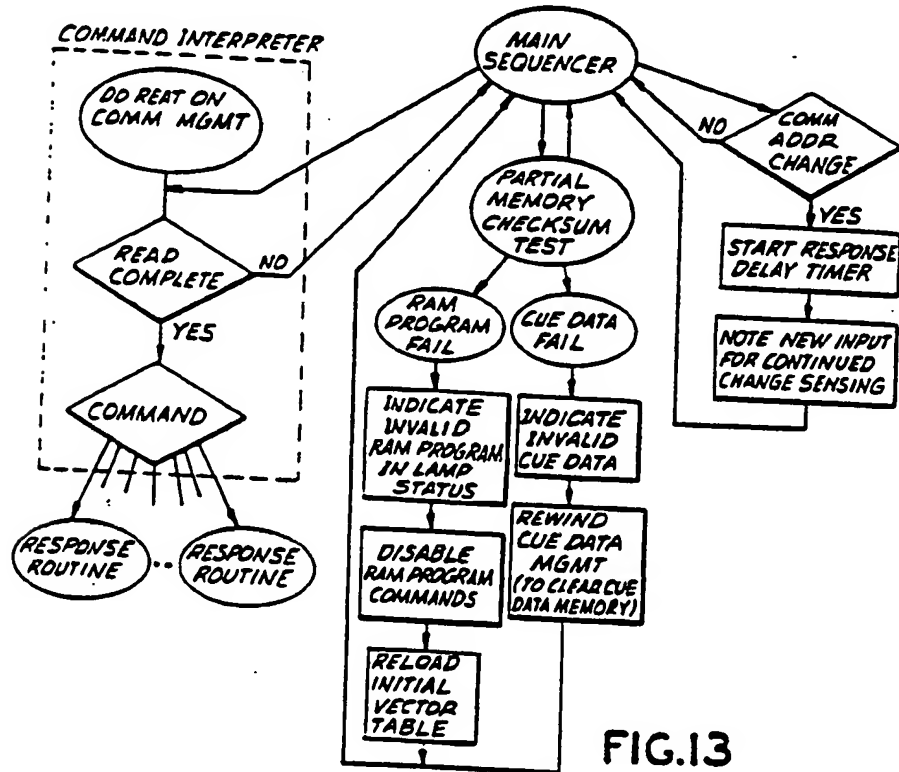 COMMAND INTERPRETER
DO REAT ON
COMM MGMT
READ
COMPLETE
NO
YES
COMMAND
RESPONSE
ROUTINE
RESPONSE
ROUTINE
MAIN
SEQUENCER
PARTIAL
MEMORY
CHECKSUM
TEST
RAM
PROGRAM
FAIL
INDICATE
INVALID
RAM PROGRAM
IN LAMP
STATUS
DISABLE
RAM PROGRAM
COMMANDS
RELOAD
INITIAL
VECTOR
TABLE
CUE DATA
FAIL
INDICATE
INVALID
CUE DATA
REWIND
CUE DATA
MGMT
(TO CLEAR CUE
DATA MEMORY)
COMM
ADDR
CHANGE
NO
YES
START RESPONSE
DELAY TIMER
NOTE NEW INPUT
FOR CONTINUED
CHANGE SENSING
FIG.13